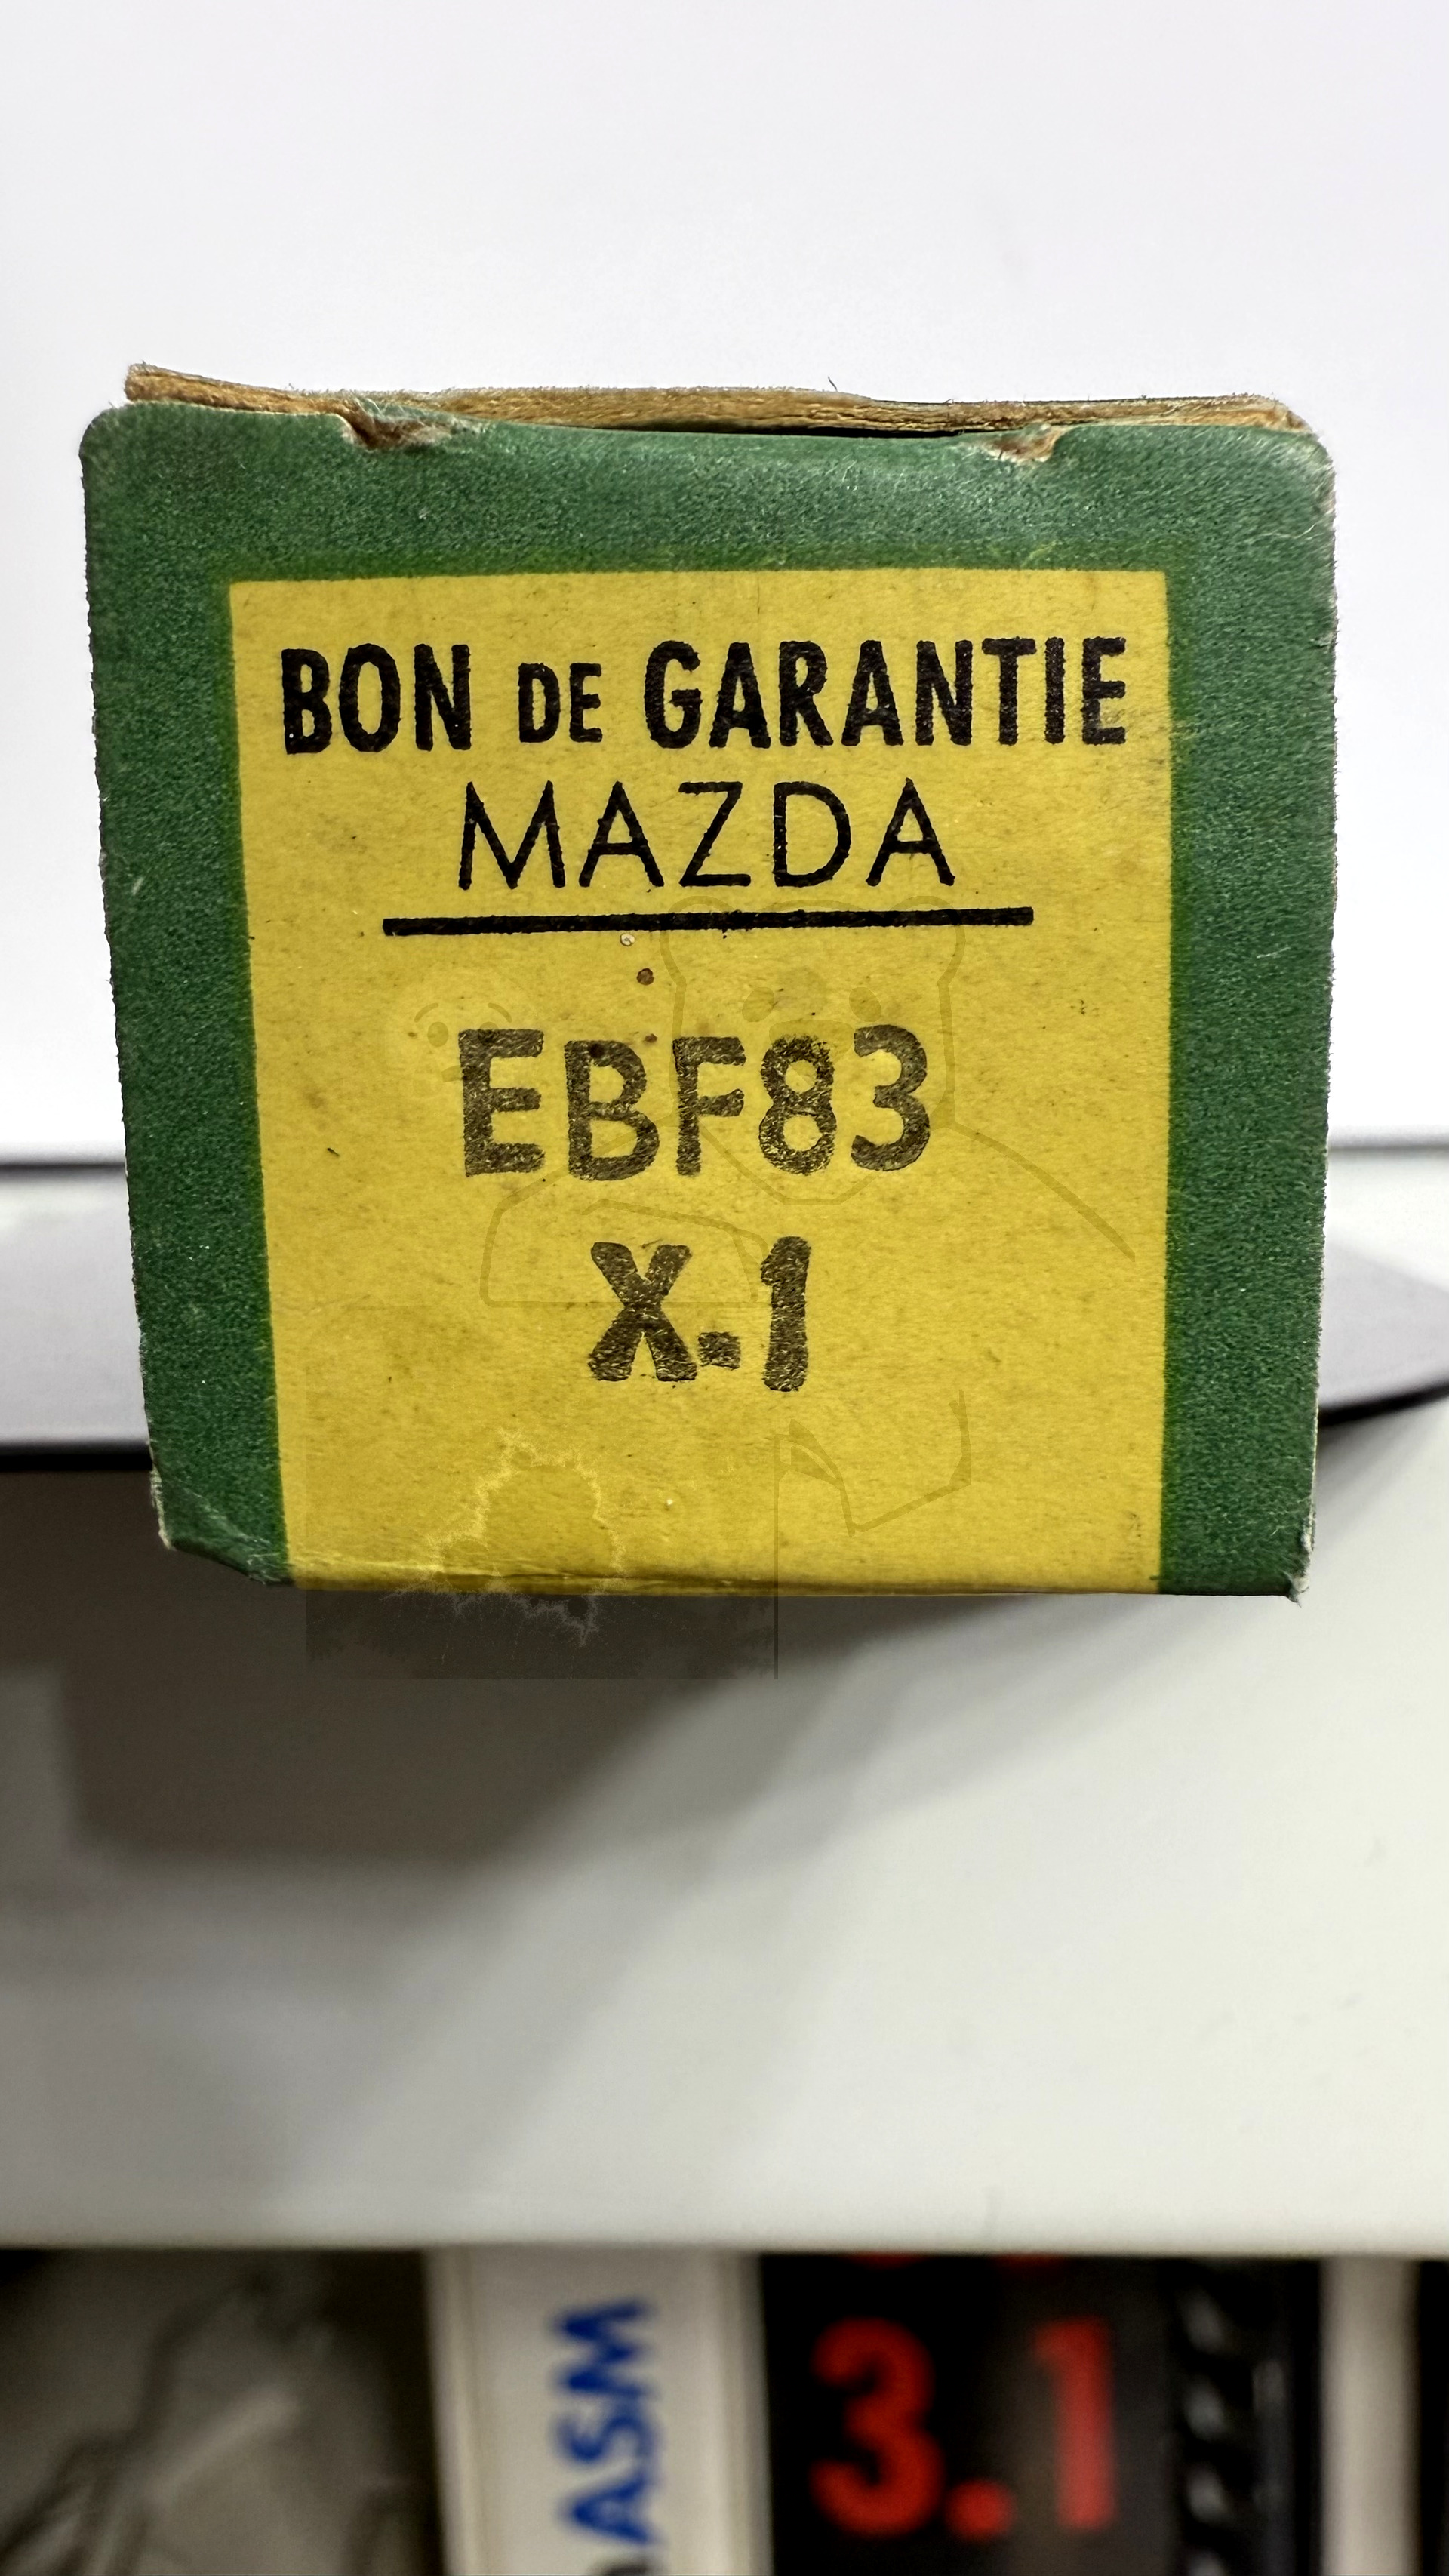 BON DE GARANTIE
MAZDA
EBF83
X-1
ASM
3.1